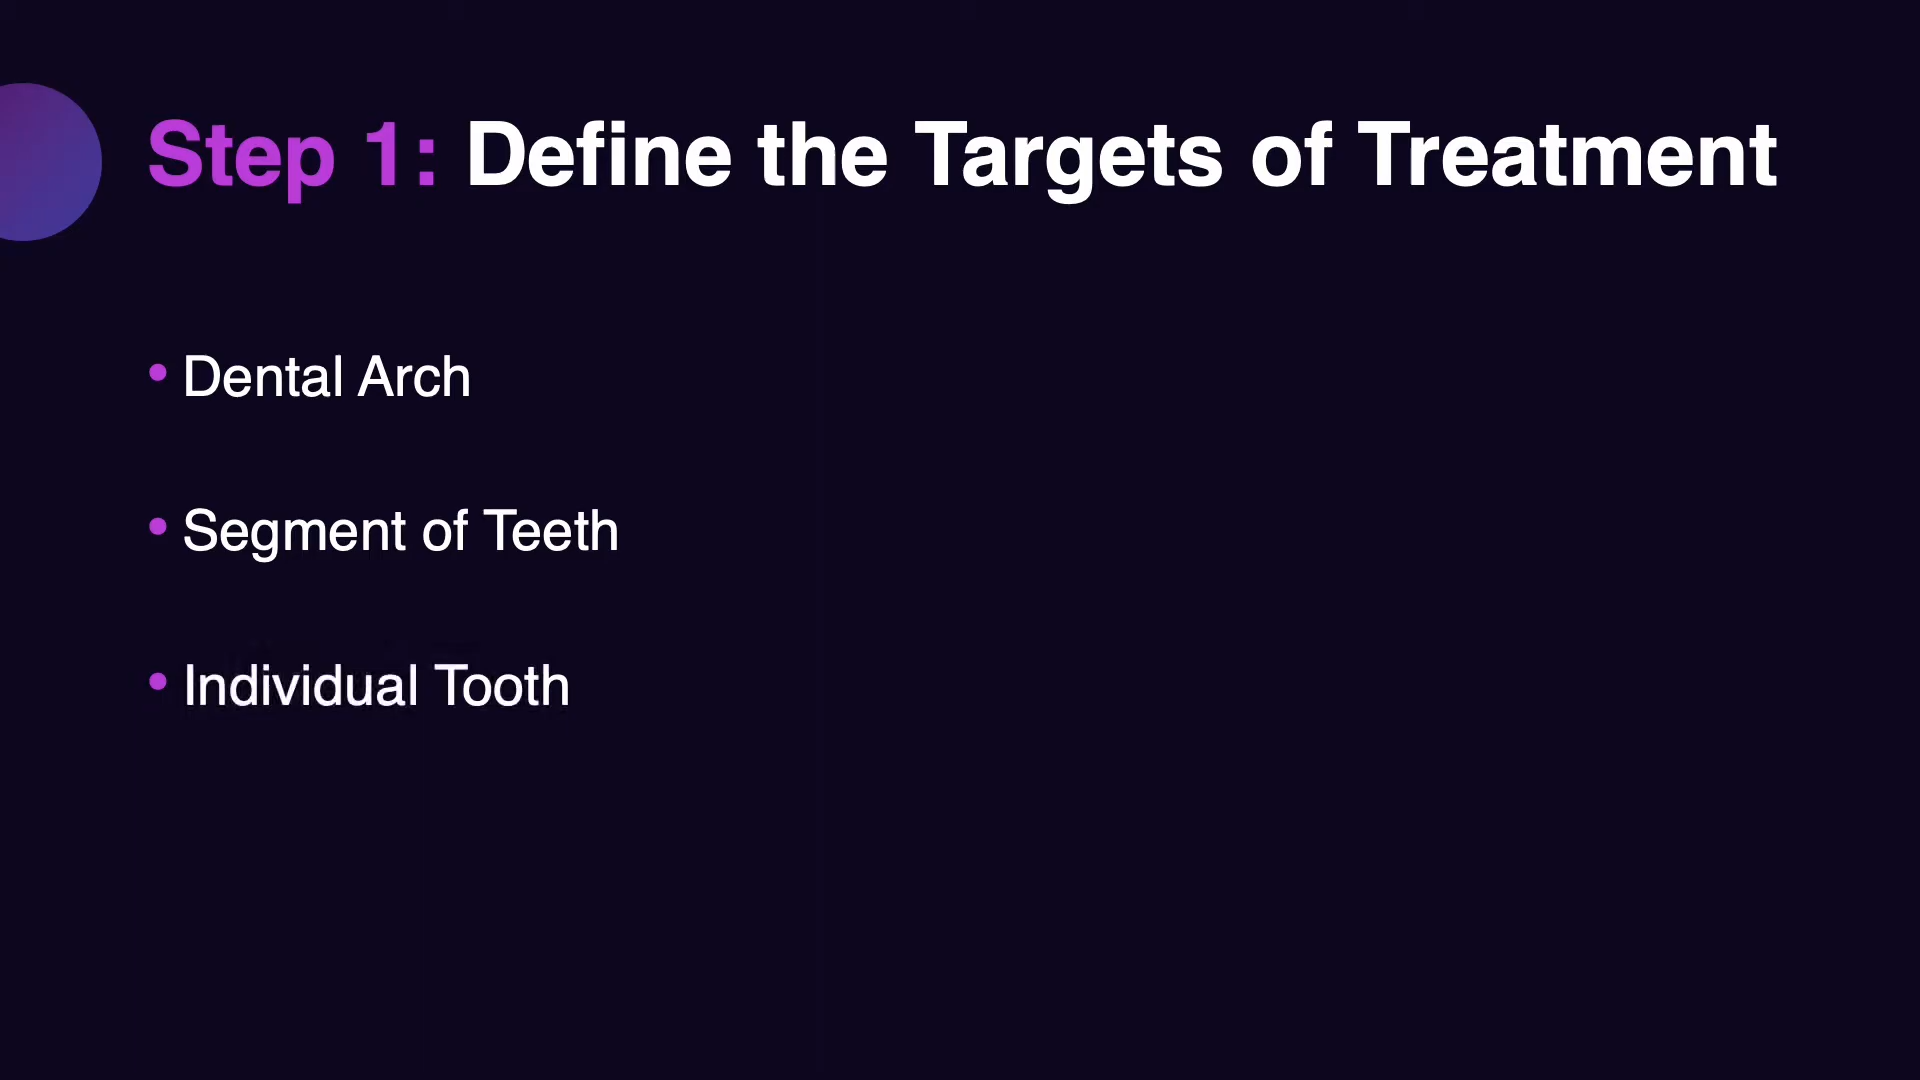 Step 1: Define the Targets of Treatment
• Dental Arch
• Segment of Teeth
• Individual Tooth